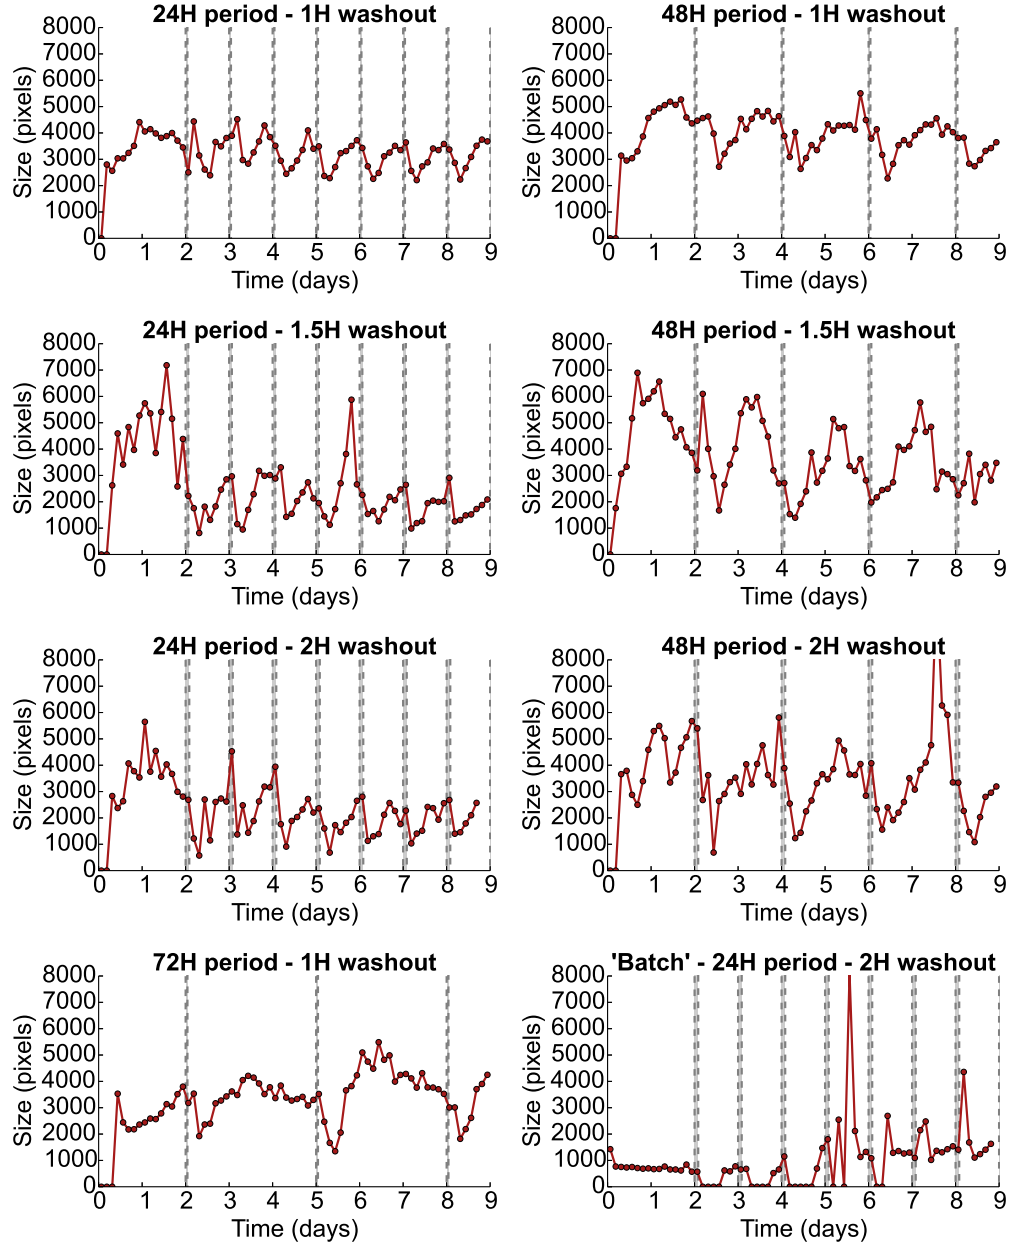 24H period - 1H washout
8000
7000
6000
5000
4000
3000
2000
1000
0
Size (pixels)
0 1 2 3 4 5 6 7 8 9
Time (days)
48H period - 1H washout
8000
7000
6000
5000
4000
3000
2000
1000
0
Size (pixels)
0 1 2 3 4 5 6 7 8 9
Time (days)
24H period - 1.5H washout
8000
7000
6000
5000
4000
3000
2000
1000
0
Size (pixels)
0 1 2 3 4 5 6 7 8 9
Time (days)
48H period - 1.5H washout
8000
7000
6000
5000
4000
3000
2000
1000
0
Size (pixels)
0 1 2 3 4 5 6 7 8 9
Time (days)
24H period - 2H washout
8000
7000
6000
5000
4000
3000
2000
1000
0
Size (pixels)
0 1 2 3 4 5 6 7 8 9
Time (days)
48H period - 2H washout
8000
7000
6000
5000
4000
3000
2000
1000
0
Size (pixels)
0 1 2 3 4 5 6 7 8 9
Time (days)
72H period - 1H washout
8000
7000
6000
5000
4000
3000
2000
1000
0
Size (pixels)
0 1 2 3 4 5 6 7 8 9
Time (days)
'Batch' - 24H period - 2H washout
8000
7000
6000
5000
4000
3000
2000
1000
0
Size (pixels)
0 1 2 3 4 5 6 7 8 9
Time (days)